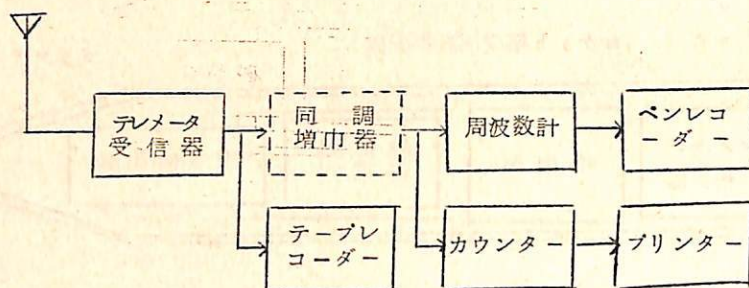 テレメータ
受信器
同調
増巾器
周波数計
ペンレコ
ーダー
テープレ
コーダー
カウンター
プリンター